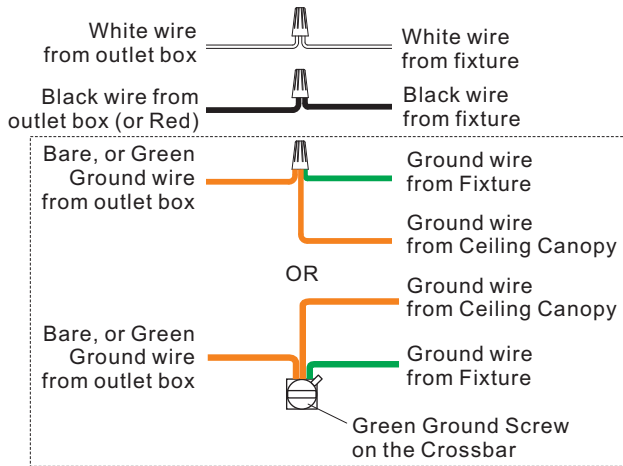 White wire
from outlet box
White wire
from fixture
Black wire from
outlet box (or Red)
Black wire
from fixture
Bare, or Green
Ground wire
from outlet box
Ground wire
from Fixture
Ground wire
from Ceiling Canopy
OR
Ground wire
from Ceiling Canopy
Bare, or Green
Ground wire
from outlet box
Ground wire
from Fixture
Green Ground Screw
on the Crossbar